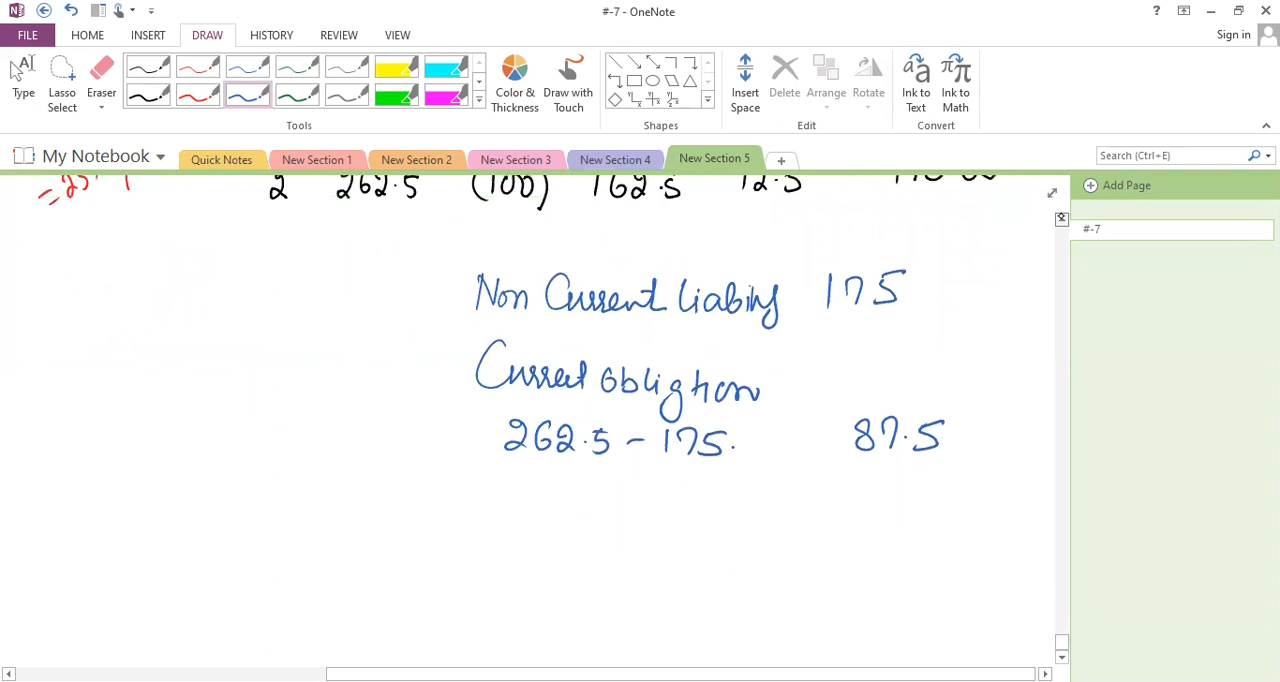 #-7 - OneNote
?
Sign in
FILE HOME INSERT DRAW HISTORY REVIEW VIEW
Type
Lasso Select
Eraser
Color & Thickness
Draw with Touch
Insert Space
Delete
Arrange
Rotate
Ink to Text
Ink to Math
Tools
Shapes
Edit
Convert
My Notebook Quick Notes New Section 1 New Section 2 New Section 3 New Section 4 New Section 5
Search (Ctrl+E)
Add Page
#-7
2 262.5 (100) 162.5 12.5
Non Current Liability 175
Current obligtion
262.5 - 175. 87.5